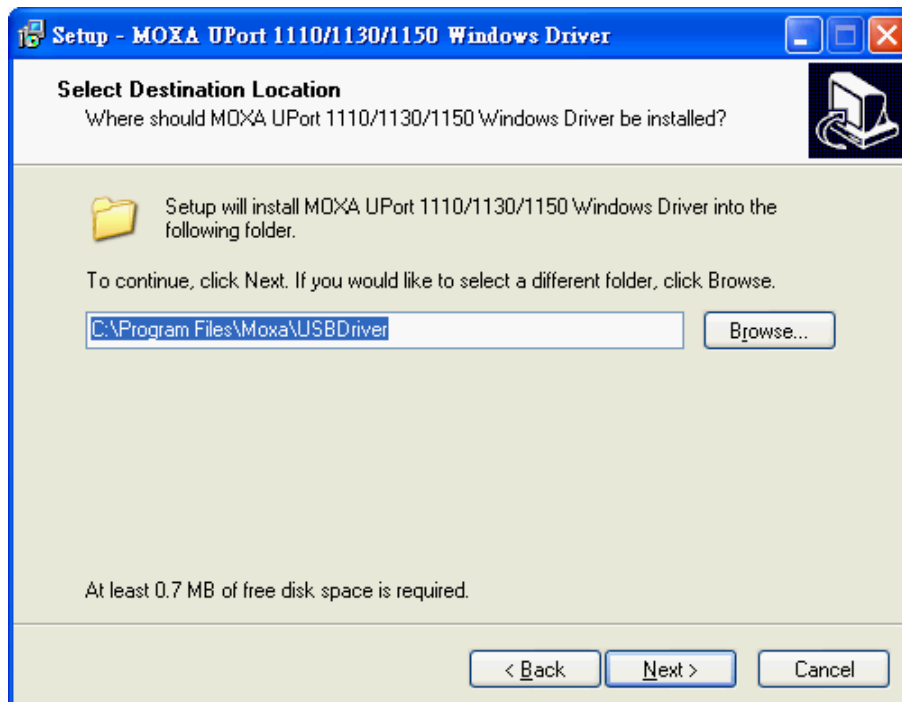 Setup - MOXA UPort 1110/1130/1150 Windows Driver
Select Destination Location
Where should MOXA UPort 1110/1130/1150 Windows Driver be installed?
Setup will install MOXA UPort 1110/1130/1150 Windows Driver into the
following folder.
To continue, click Next. If you would like to select a different folder, click Browse.
C:\Program Files\Moxa\USBDriver
Browse...
At least 0.7 MB of free disk space is required.
< Back
Next >
Cancel